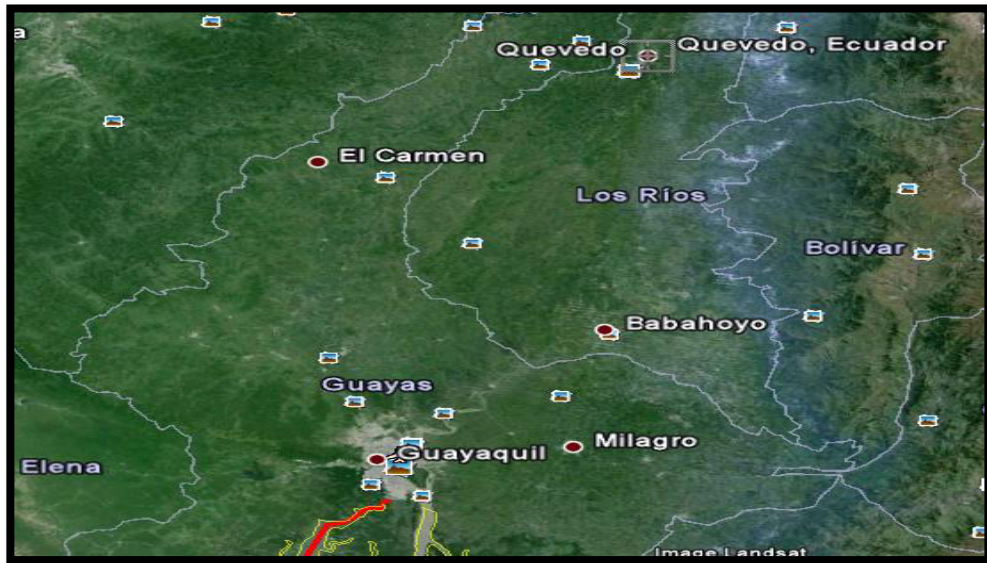 Quevedo
Quevedo, Ecuador
El Carmen
Los Ríos
Bolívar
Babahoyo
Guayas
Milagro
Guayaquil
Elena
Image Landsat